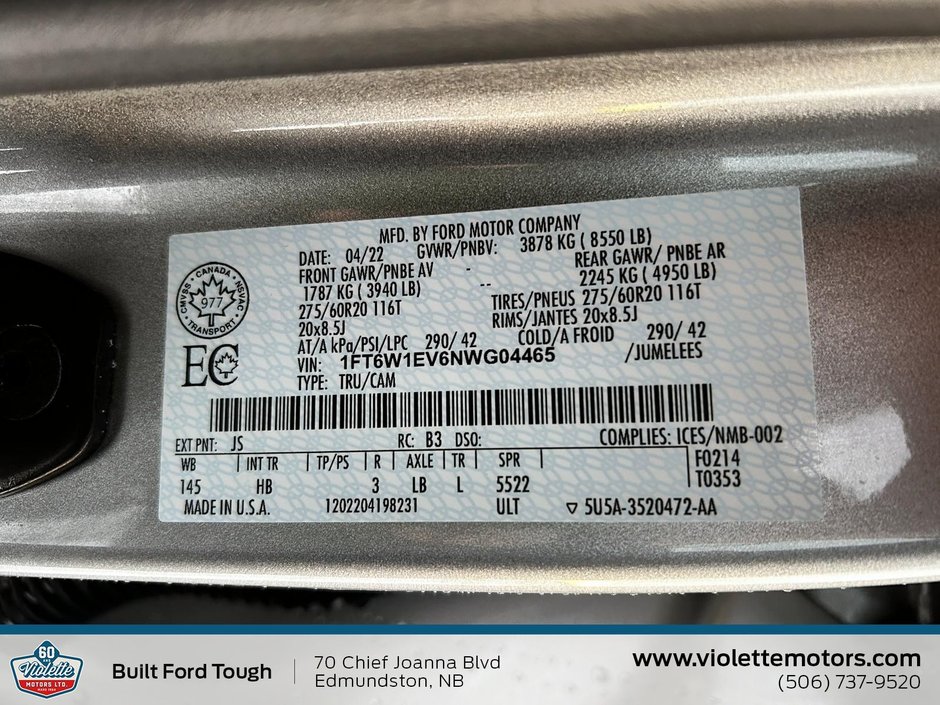 MFD. BY FORD MOTOR COMPANY
DATE: 04/22 GVWR/PNBV: 3878 KG ( 8550 LB)
FRONT GAWR/PNBE AV - REAR GAWR/ PNBE AR
1787 KG ( 3940 LB) - 2245 KG ( 4950 LB)
275/60R20 116T TIRES/PNEUS 275/60R20 116T
20x8.5J RIMS/JANTES 20x8.5J
AT/A kPa/PSI/LPC 290/ 42 COLD/A FROID 290/ 42
VIN: 1FT6W1EV6NWG04465 /JUMELEES
TYPE: TRU/CAM
CANADA
CMVSS NSVAC
977
TRANSPORT
EC
EXT PNT: JS RC: B3 DSO: COMPLIES: ICES/NMB-002
WB INT TR TP/PS R AXLE TR SPR F0214
145 HB 3 LB L 5522 T0353
MADE IN U.S.A. 1202204198231 ULT ▽ 5U5A-3520472-AA
60
Violette
MOTORS LTD.
Built Ford Tough
70 Chief Joanna Blvd
Edmundston, NB
www.violettemotors.com
(506) 737-9520